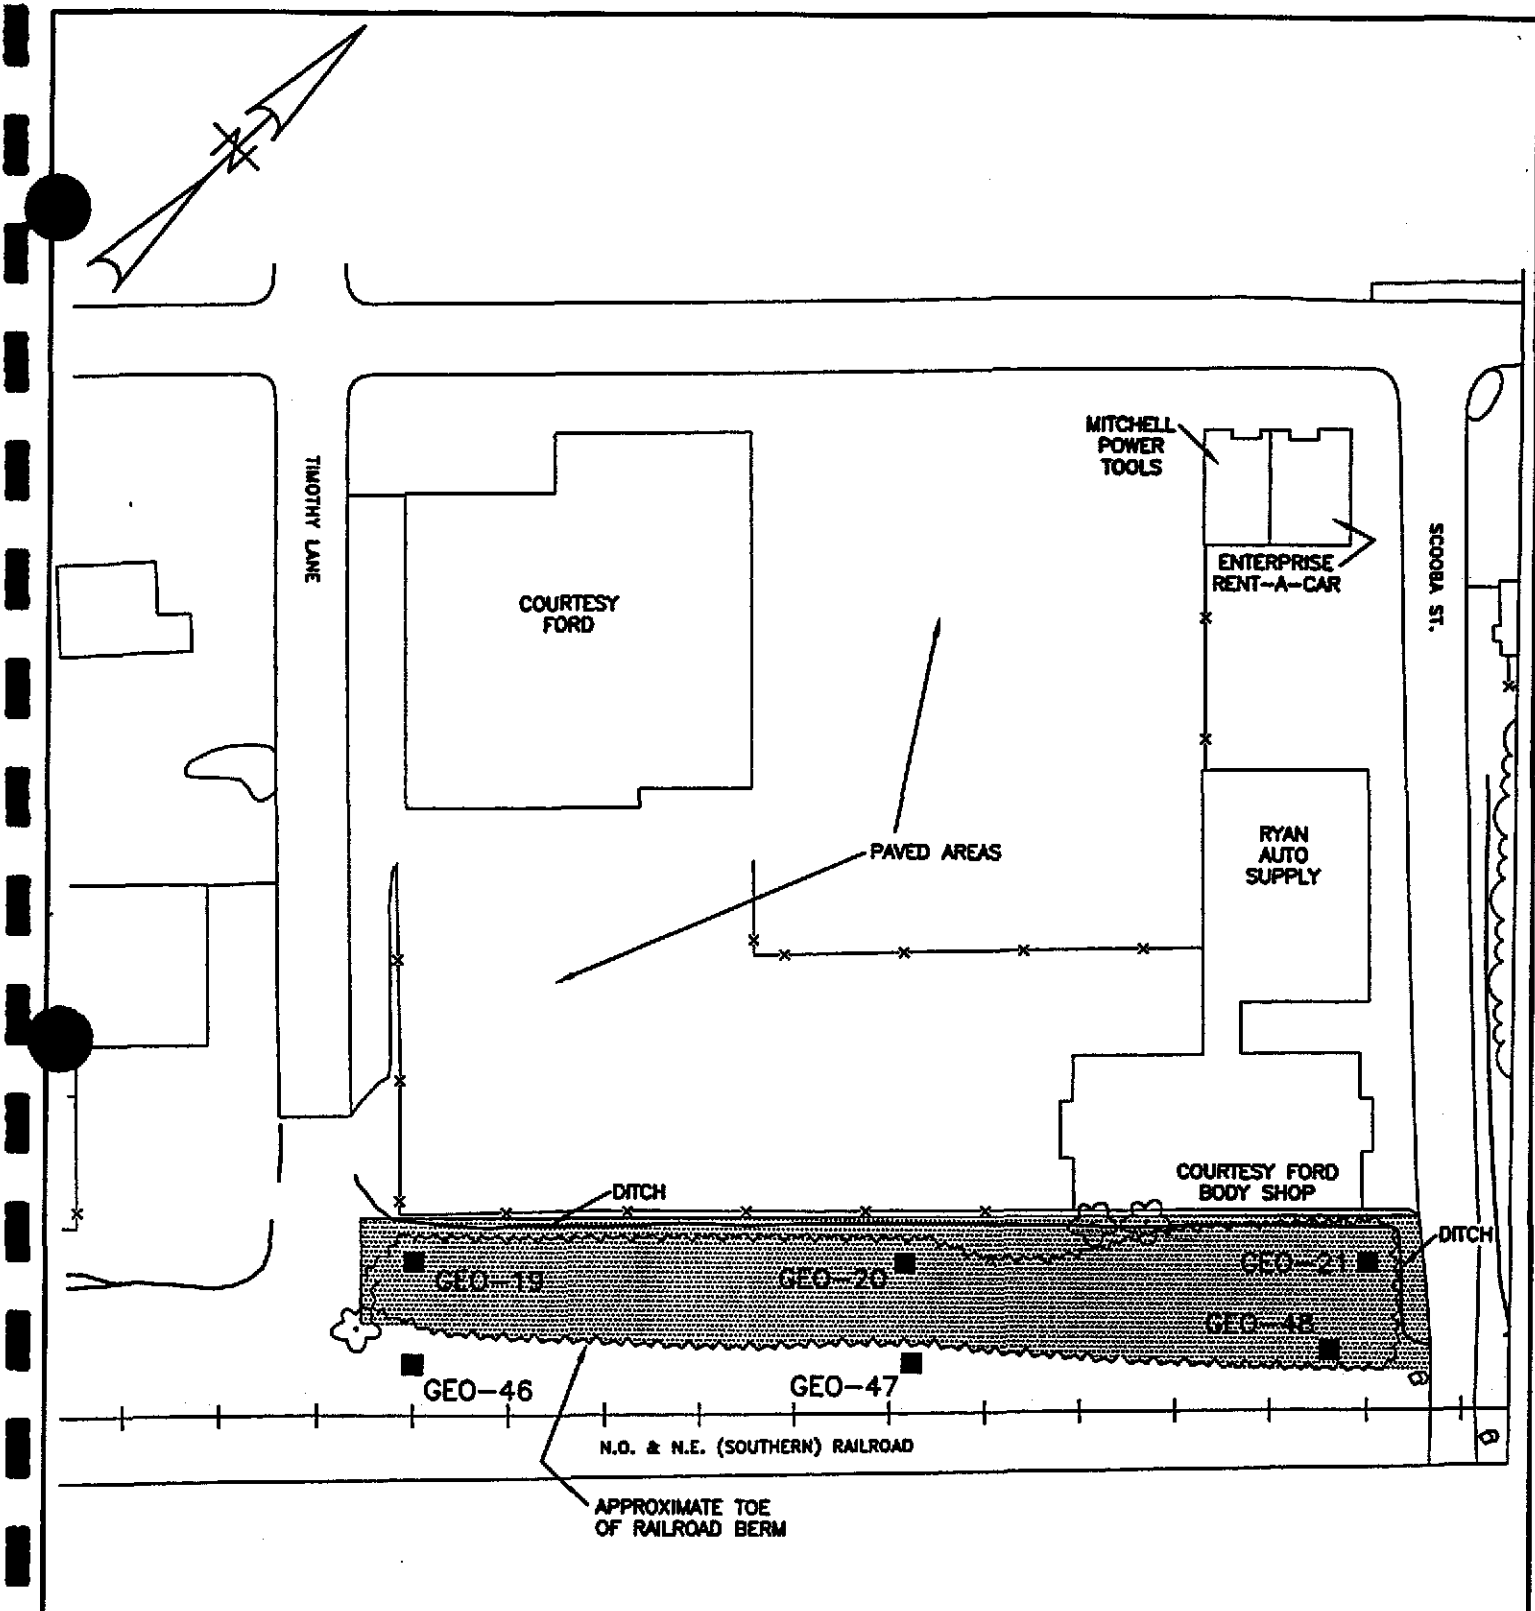 N
MITCHELL
POWER
TOOLS
TIMOTHY LANE
SCOOBA ST.
ENTERPRISE
RENT-A-CAR
COURTESY
FORD
PAVED AREAS
RYAN
AUTO
SUPPLY
COURTESY FORD
BODY SHOP
DITCH
DITCH
GEO-19
GEO-20
GEO-21
GEO-48
GEO-46
GEO-47
N.O. & N.E. (SOUTHERN) RAILROAD
APPROXIMATE TOE
OF RAILROAD BERM